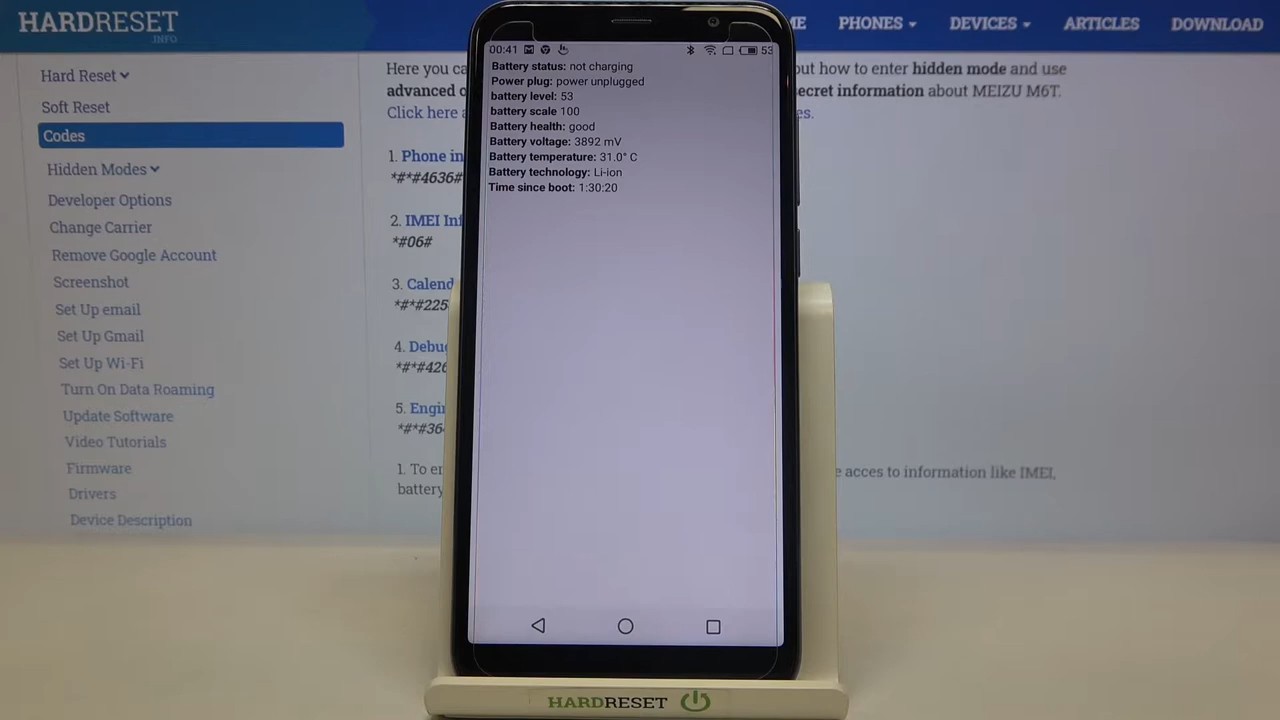 HARDRESET
.INFO
ME
PHONES
DEVICES
ARTICLES
DOWNLOAD
Hard Reset
Soft Reset
Codes
Hidden Modes
Developer Options
Change Carrier
Remove Google Account
Screenshot
Set Up email
Set Up Gmail
Set Up Wi-Fi
Turn On Data Roaming
Update Software
Video Tutorials
Firmware
Drivers
Device Description
Here you ca
out how to enter hidden mode and use
advanced o
ecret information about MEIZU M6T.
Click here a
es.
1. Phone in
*#*#4636#
2. IMEI Inf
*#06#
3. Calend
*#*#225
4. Debug
*#*#426
5. Engi
*#*#364
1. To en
e acces to information like IMEI,
battery
00:41
53
Battery status: not charging
Power plug: power unplugged
battery level: 53
battery scale 100
Battery health: good
Battery voltage: 3892 mV
Battery temperature: 31.0° C
Battery technology: Li-ion
Time since boot: 1:30:20
HARDRESET